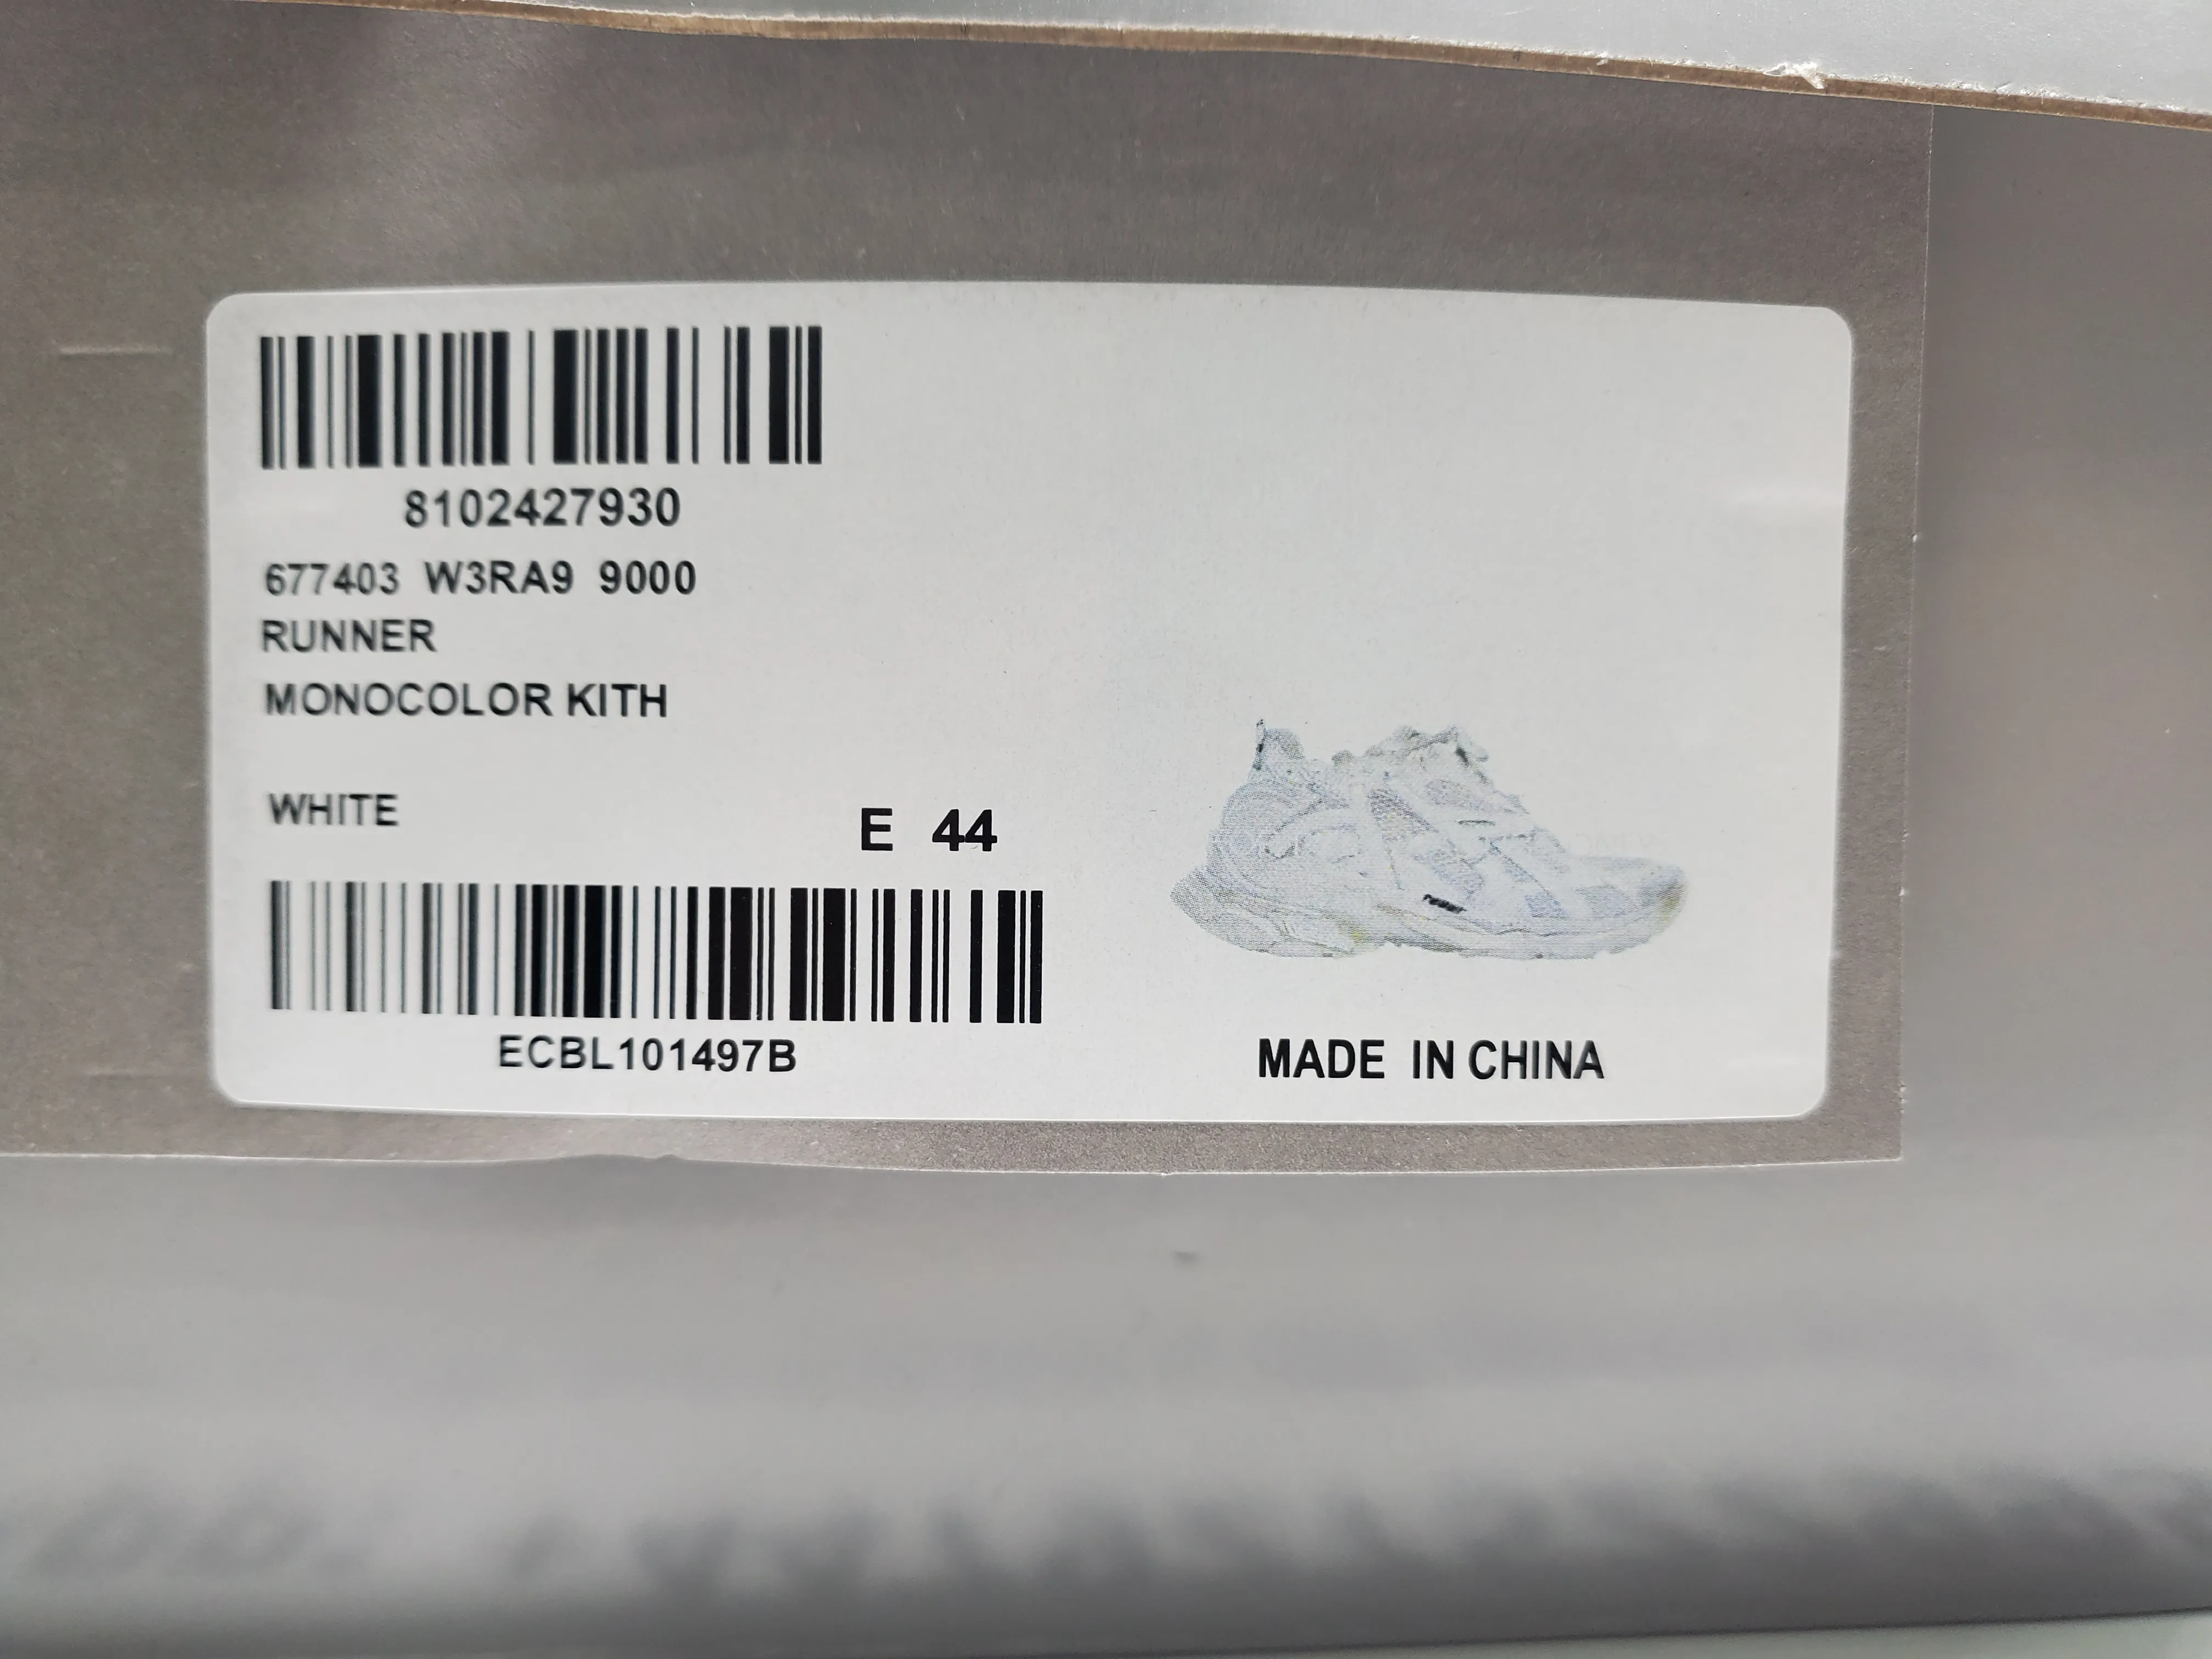 8102427930
677403 W3RA9 9000
RUNNER
MONOCOLOR KITH
WHITE
E 44
ECBL101497B
MADE IN CHINA